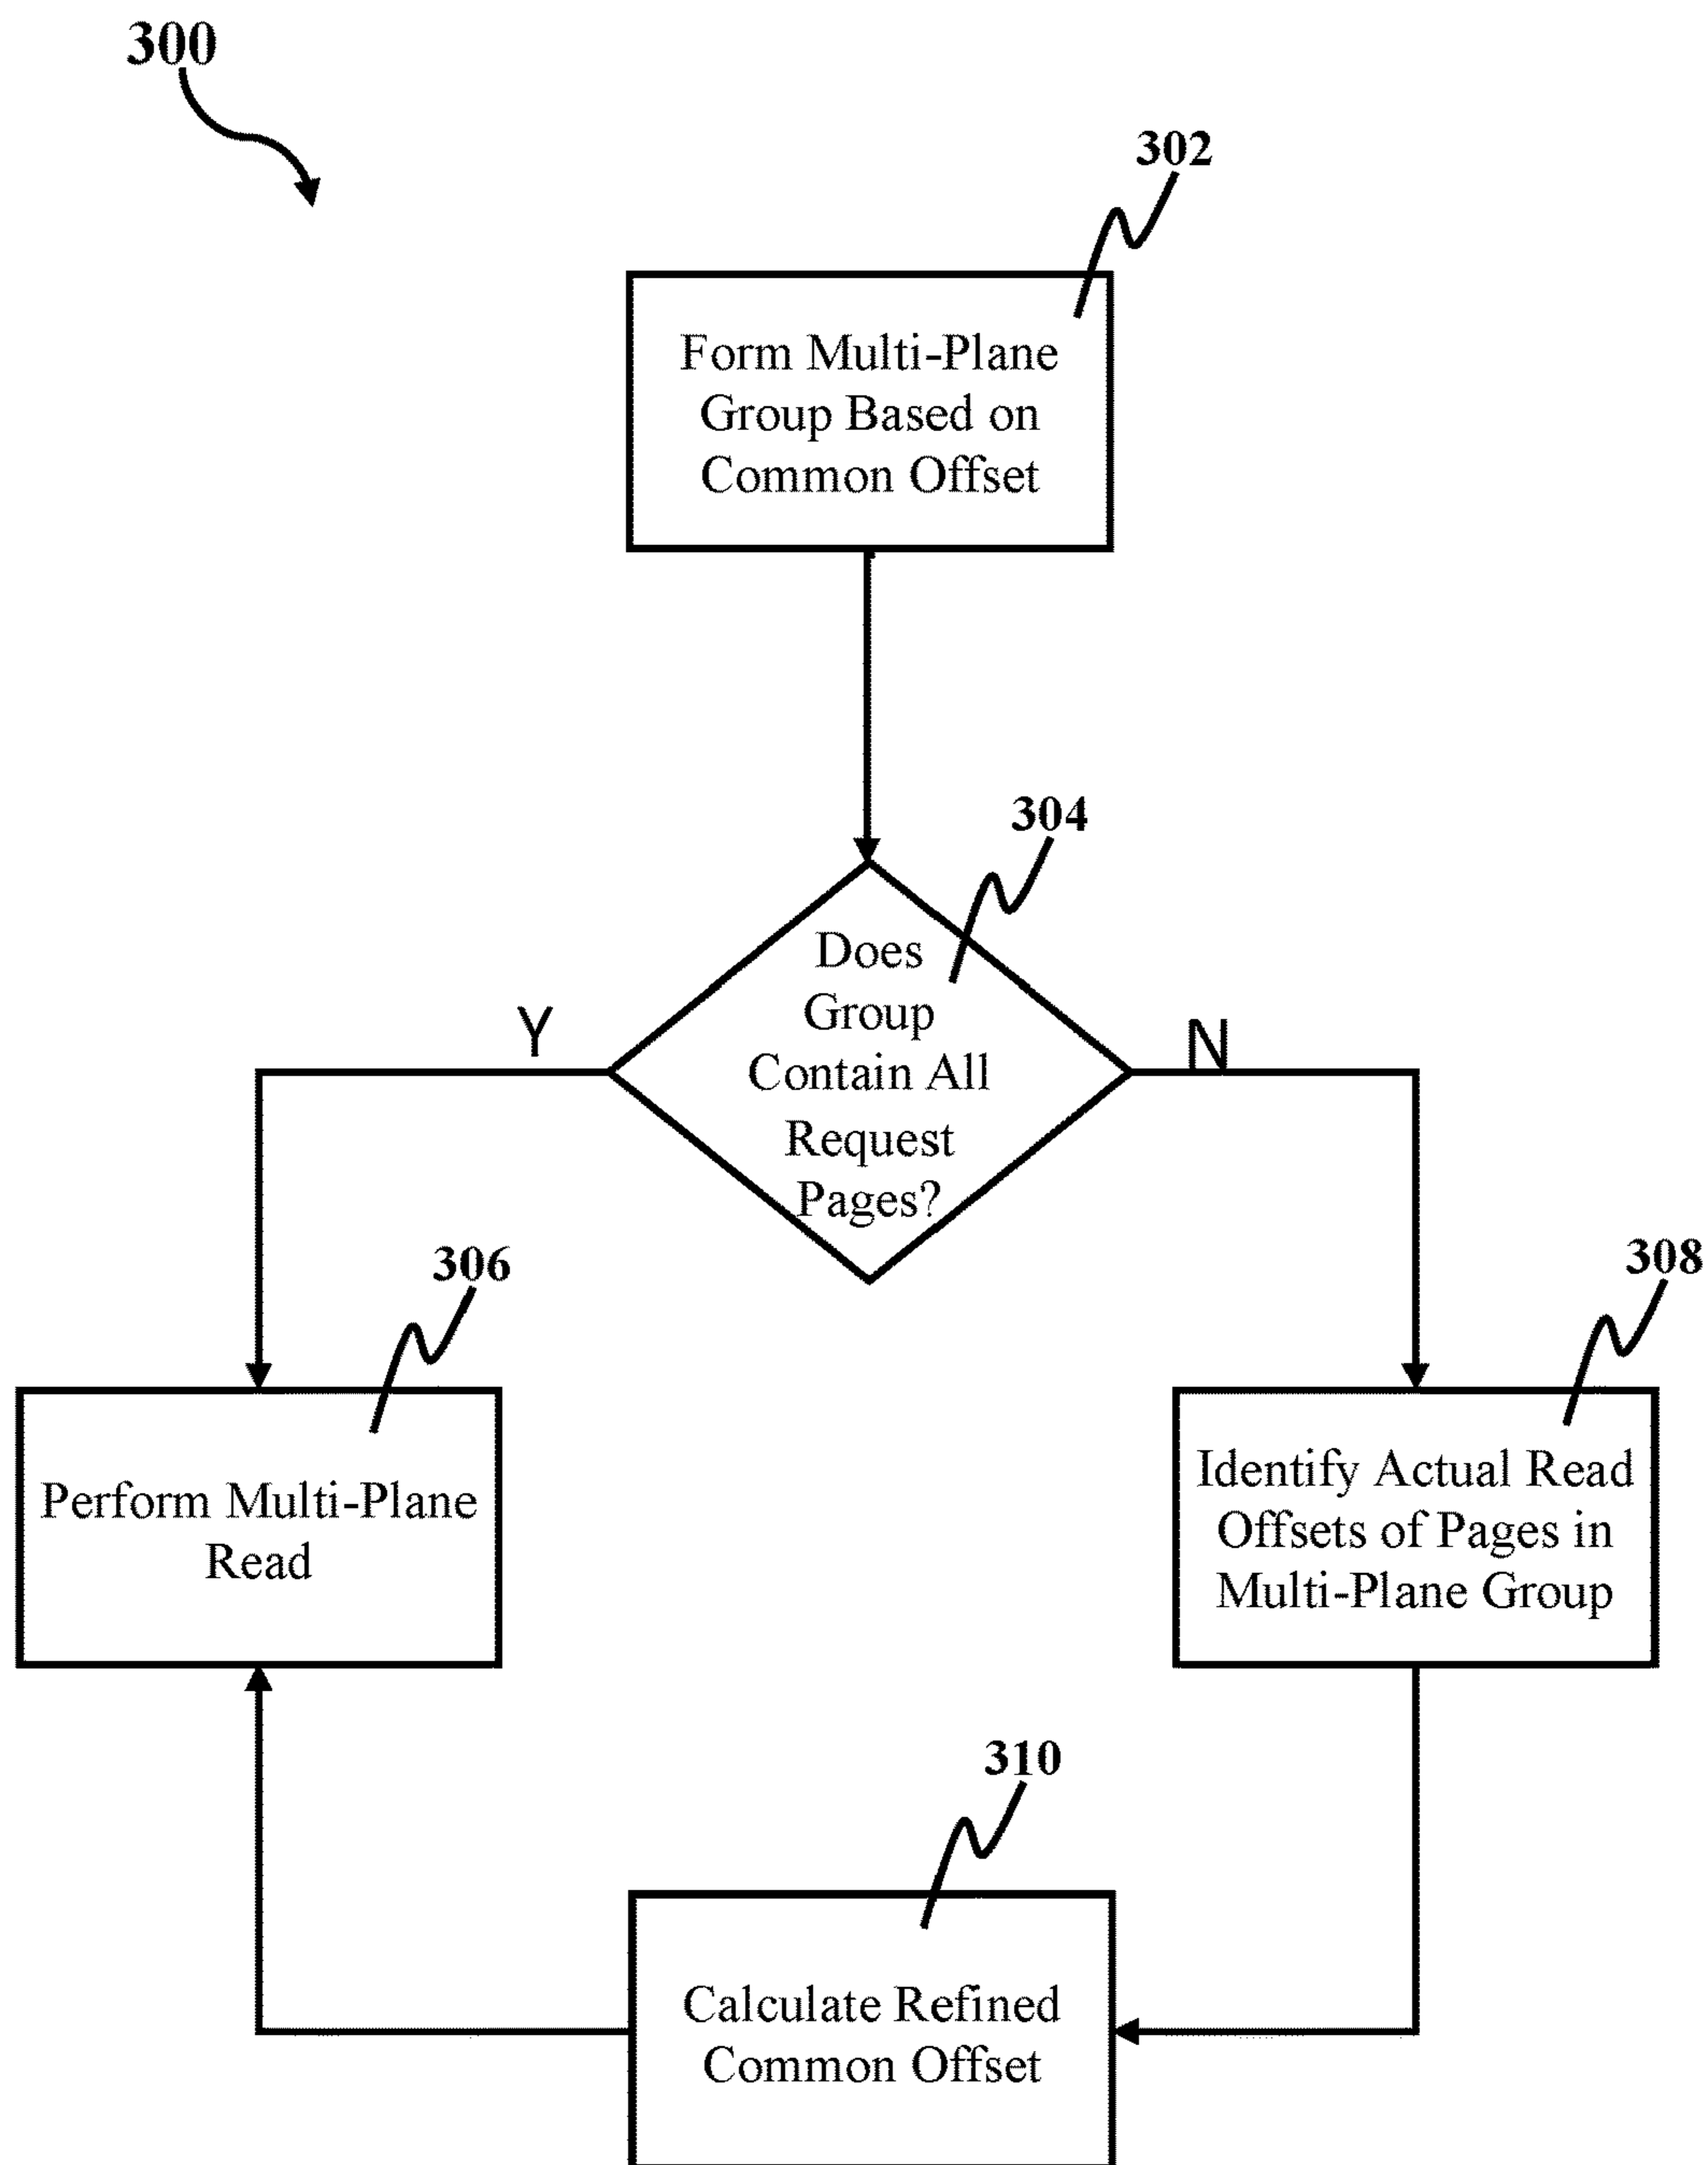 300
302
Form Multi-Plane
Group Based on
Common Offset
304
Does
Group
Contain All
Request
Pages?
Y
N
306
Perform Multi-Plane
Read
308
Identify Actual Read
Offsets of Pages in
Multi-Plane Group
310
Calculate Refined
Common Offset